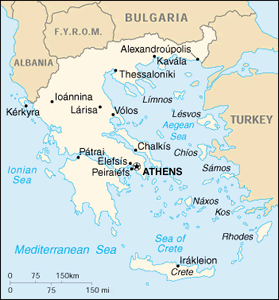 BULGARIA
F.Y.R.O.M.
Alexandroúpolis
ALBANIA
Kavála
Thessaloníki
Ioánnina
Límnos
Kérkyra
Lárisa
Vólos
Lésvos
TURKEY
Aegean
Sea
Chalkís
Chíos
Pátrai
Elefsís
Ionian
Sea
Peiraiéfs
ATHENS
Sámos
Náxos
Kos
Rhodes
Mediterranean Sea
Sea of
Crete
Irákleion
Crete
0 75 150km
0 75 150 mi